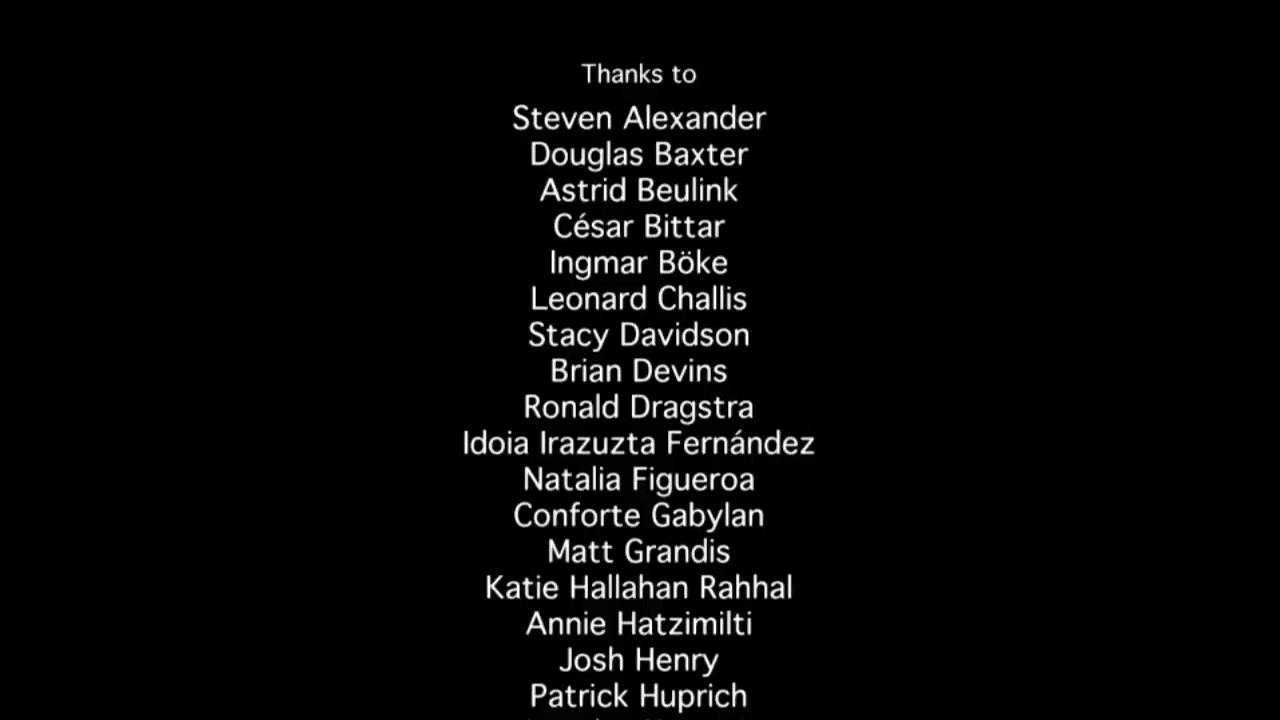 Thanks to
Steven Alexander
Douglas Baxter
Astrid Beulink
César Bittar
Ingmar Böke
Leonard Challis
Stacy Davidson
Brian Devins
Ronald Dragstra
Idoia Irazuzta Fernández
Natalia Figueroa
Conforte Gabylan
Matt Grandis
Katie Hallahan Rahhal
Annie Hatzimilti
Josh Henry
Patrick Huprich